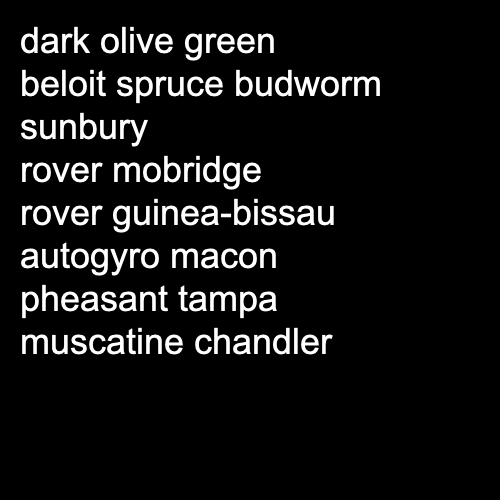 dark olive green
beloit spruce budworm
sunbury
rover mobridge
rover guinea-bissau
autogyro macon
pheasant tampa
muscatine chandler